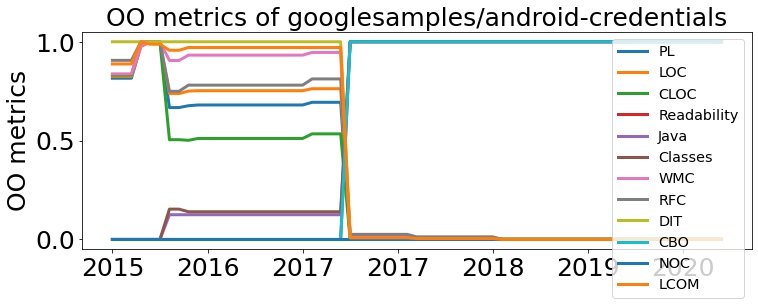 OO metrics of googlesamples/android-credentials
OO metrics
1.0
0.5
0.0
2015
2016
2017
2017
2018
2019
2020
PL
LOC
CLOC
Readability
Java
Classes
WMC
RFC
DIT
CBO
NOC
LCOM